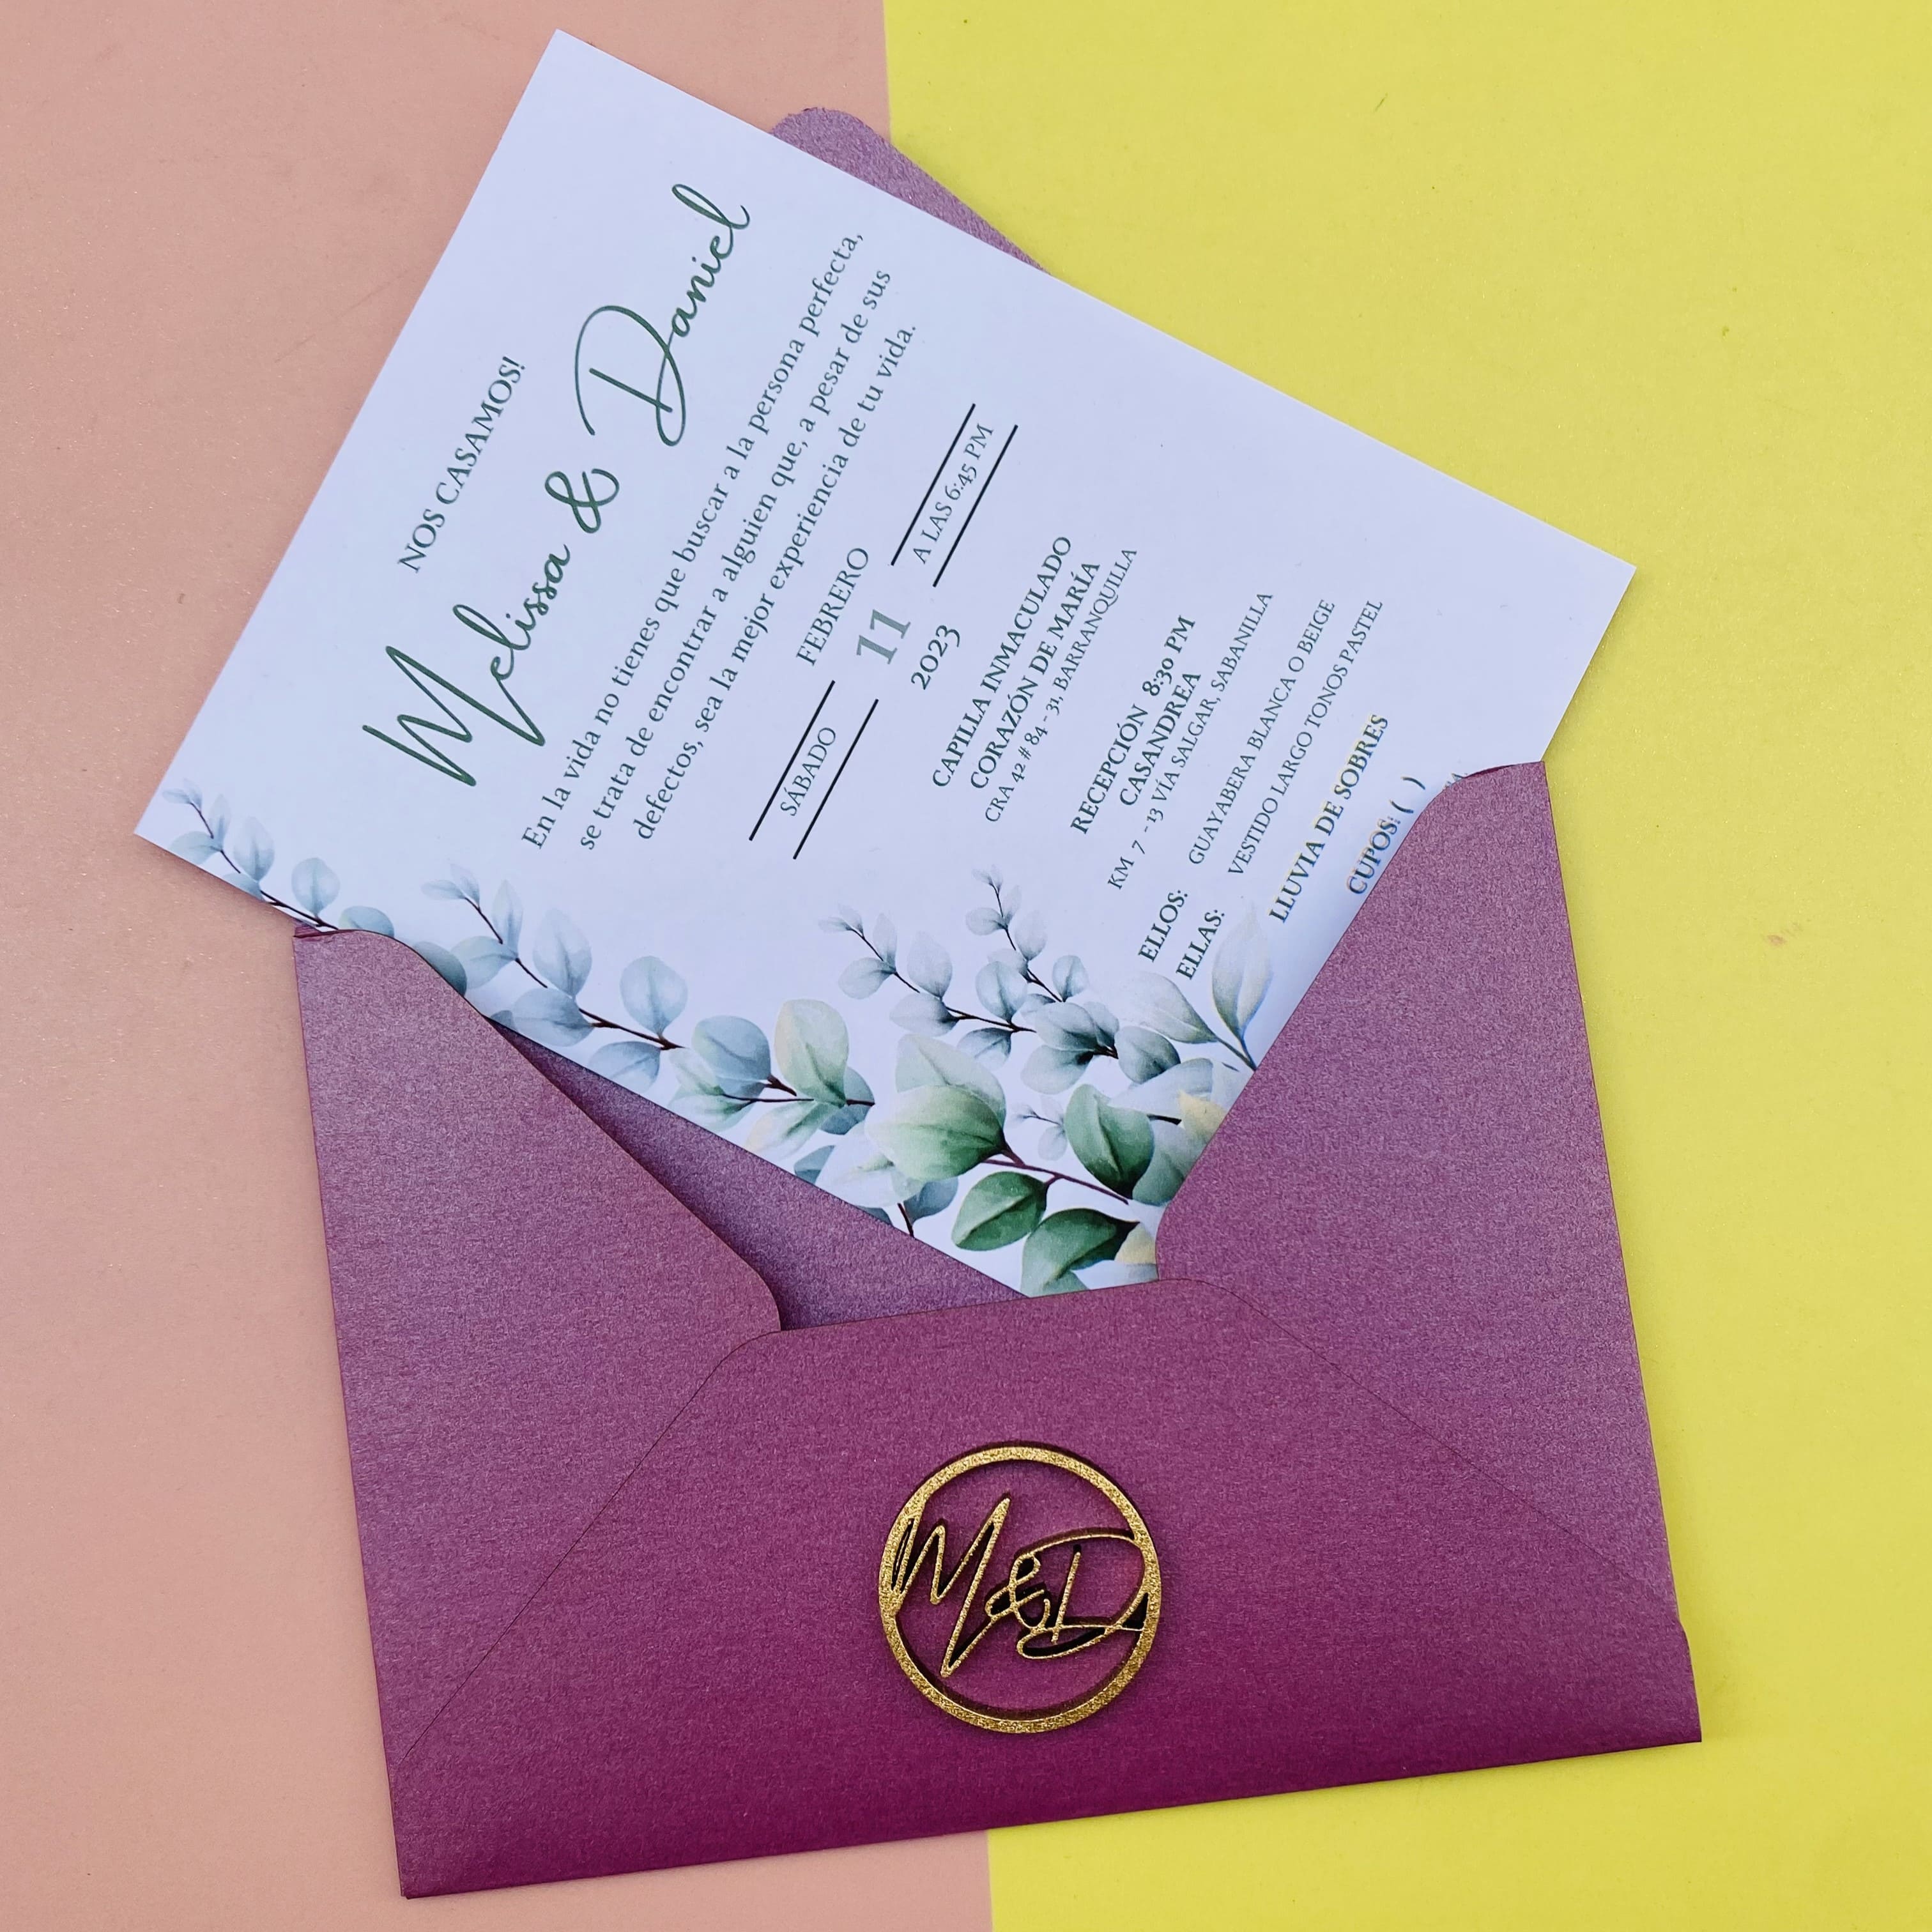 NOS CASAMOS!
Melissa & Daniel
En la vida no tienes que buscar a la persona perfecta,
se trata de encontrar a alguien que, a pesar de sus
defectos, sea la mejor experiencia de tu vida.
FEBRERO
SÁBADO 11 A LAS 6:45 PM
2023
CAPILLA INMACULADO
CORAZÓN DE MARÍA
CRA 42 # 84 - 31, BARRANQUILLA
RECEPCIÓN 8:30 PM
CASANDREA
KM 7 - 13 VÍA SALGAR, SABANILLA
ELLOS: GUAYABERA BLANCA O BEIGE
ELLAS: VESTIDO LARGO TONOS PASTEL
LLUVIA DE SOBRES
CUPOS: ( )
M&D